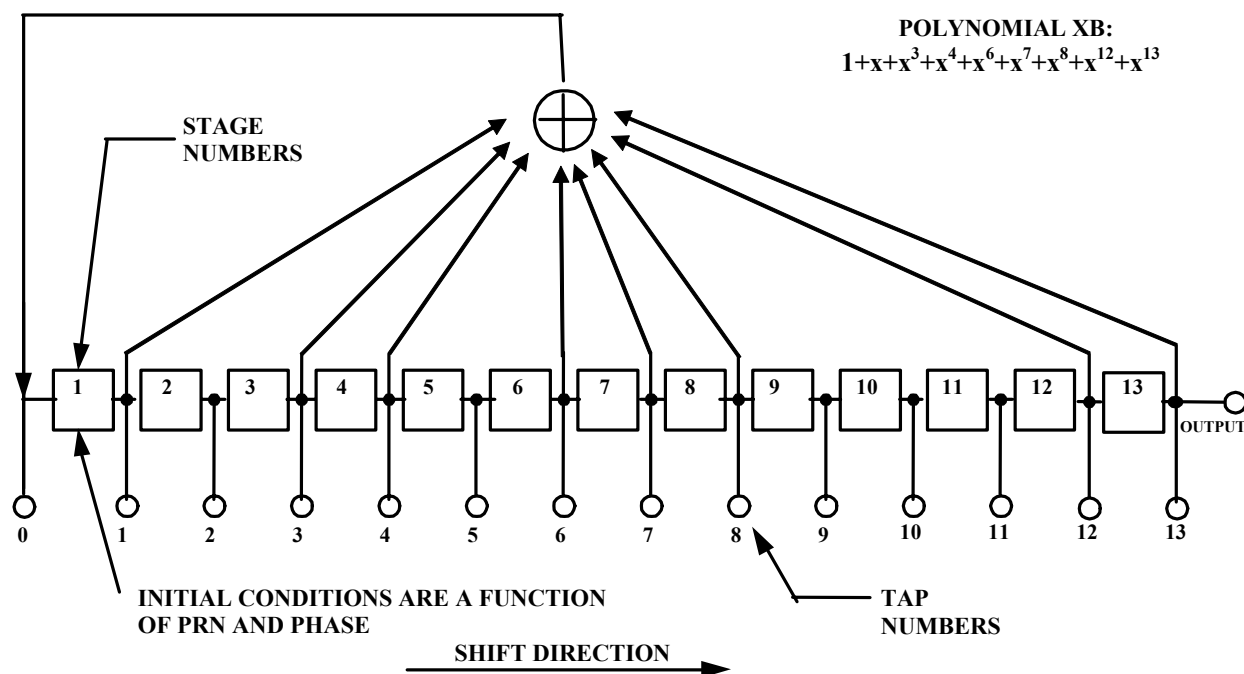 POLYNOMIAL XB:
1+x+x³+x⁴+x⁶+x⁷+x⁸+x¹²+x¹³
STAGE
NUMBERS
1 2 3 4 5 6 7 8 9 10 11 12 13
OUTPUT
0 1 2 3 4 5 6 7 8 9 10 11 12 13
INITIAL CONDITIONS ARE A FUNCTION
OF PRN AND PHASE
TAP
NUMBERS
SHIFT DIRECTION